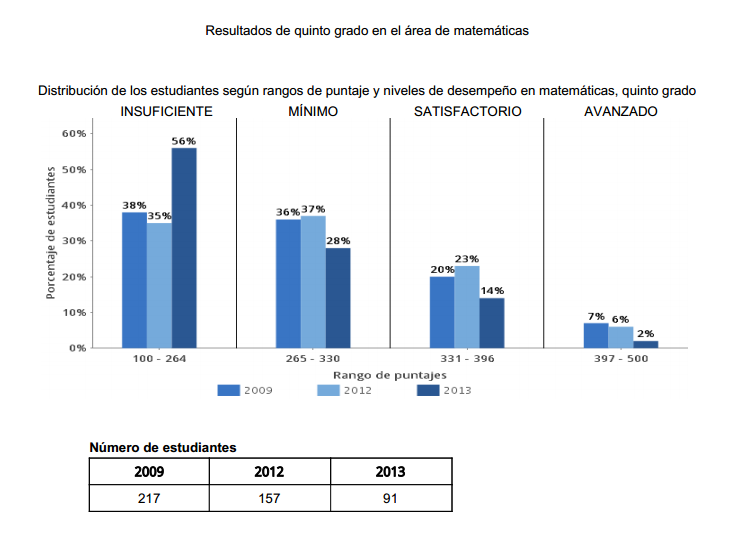 Resultados de quinto grado en el área de matemáticas
Distribución de los estudiantes según rangos de puntaje y niveles de desempeño en matemáticas, quinto grado
INSUFICIENTE MÍNIMO SATISFACTORIO AVANZADO
Porcentaje de estudiantes
60%
50%
40%
30%
20%
10%
0%
38% 35% 56%
36% 37% 28%
20% 23% 14%
7% 6% 2%
100 - 264 265 - 330 331 - 396 397 - 500
Rango de puntajes
2009 2012 2013
Número de estudiantes
2009 2012 2013
217 157 91